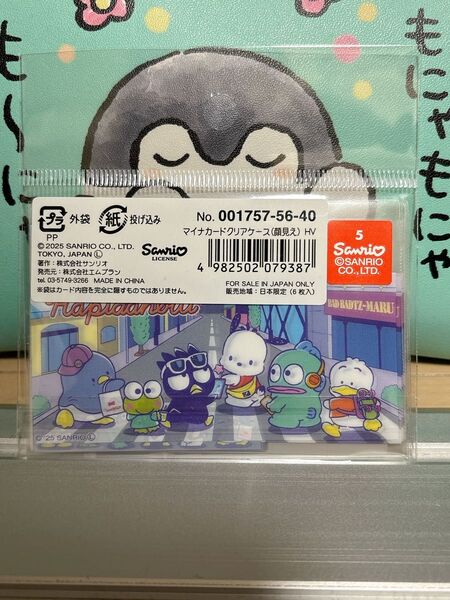 もにゃもにゃ
プラ 外袋 紙 投げ込み
PP
© 2025 SANRIO CO., LTD.
TOKYO, JAPAN Ⓛ
著作：株式会社サンリオ
発売元：株式会社エムプラン
tel. 03-5749-3266 MADE IN CHINA
※袋はカード内容を完全に隠すものではありません。
Sanrio
LICENSE
No. 001757-56-40
マイナカードクリアケース(顔見え) HV
4 982502 079387
FOR SALE IN JAPAN ONLY
販売地域：日本限定 (6 枚入)
5
Sanrio
©SANRIO
CO., LTD.
Hapidanbui
BAD BADTZ-MARU
© '25 SANRIO Ⓛ